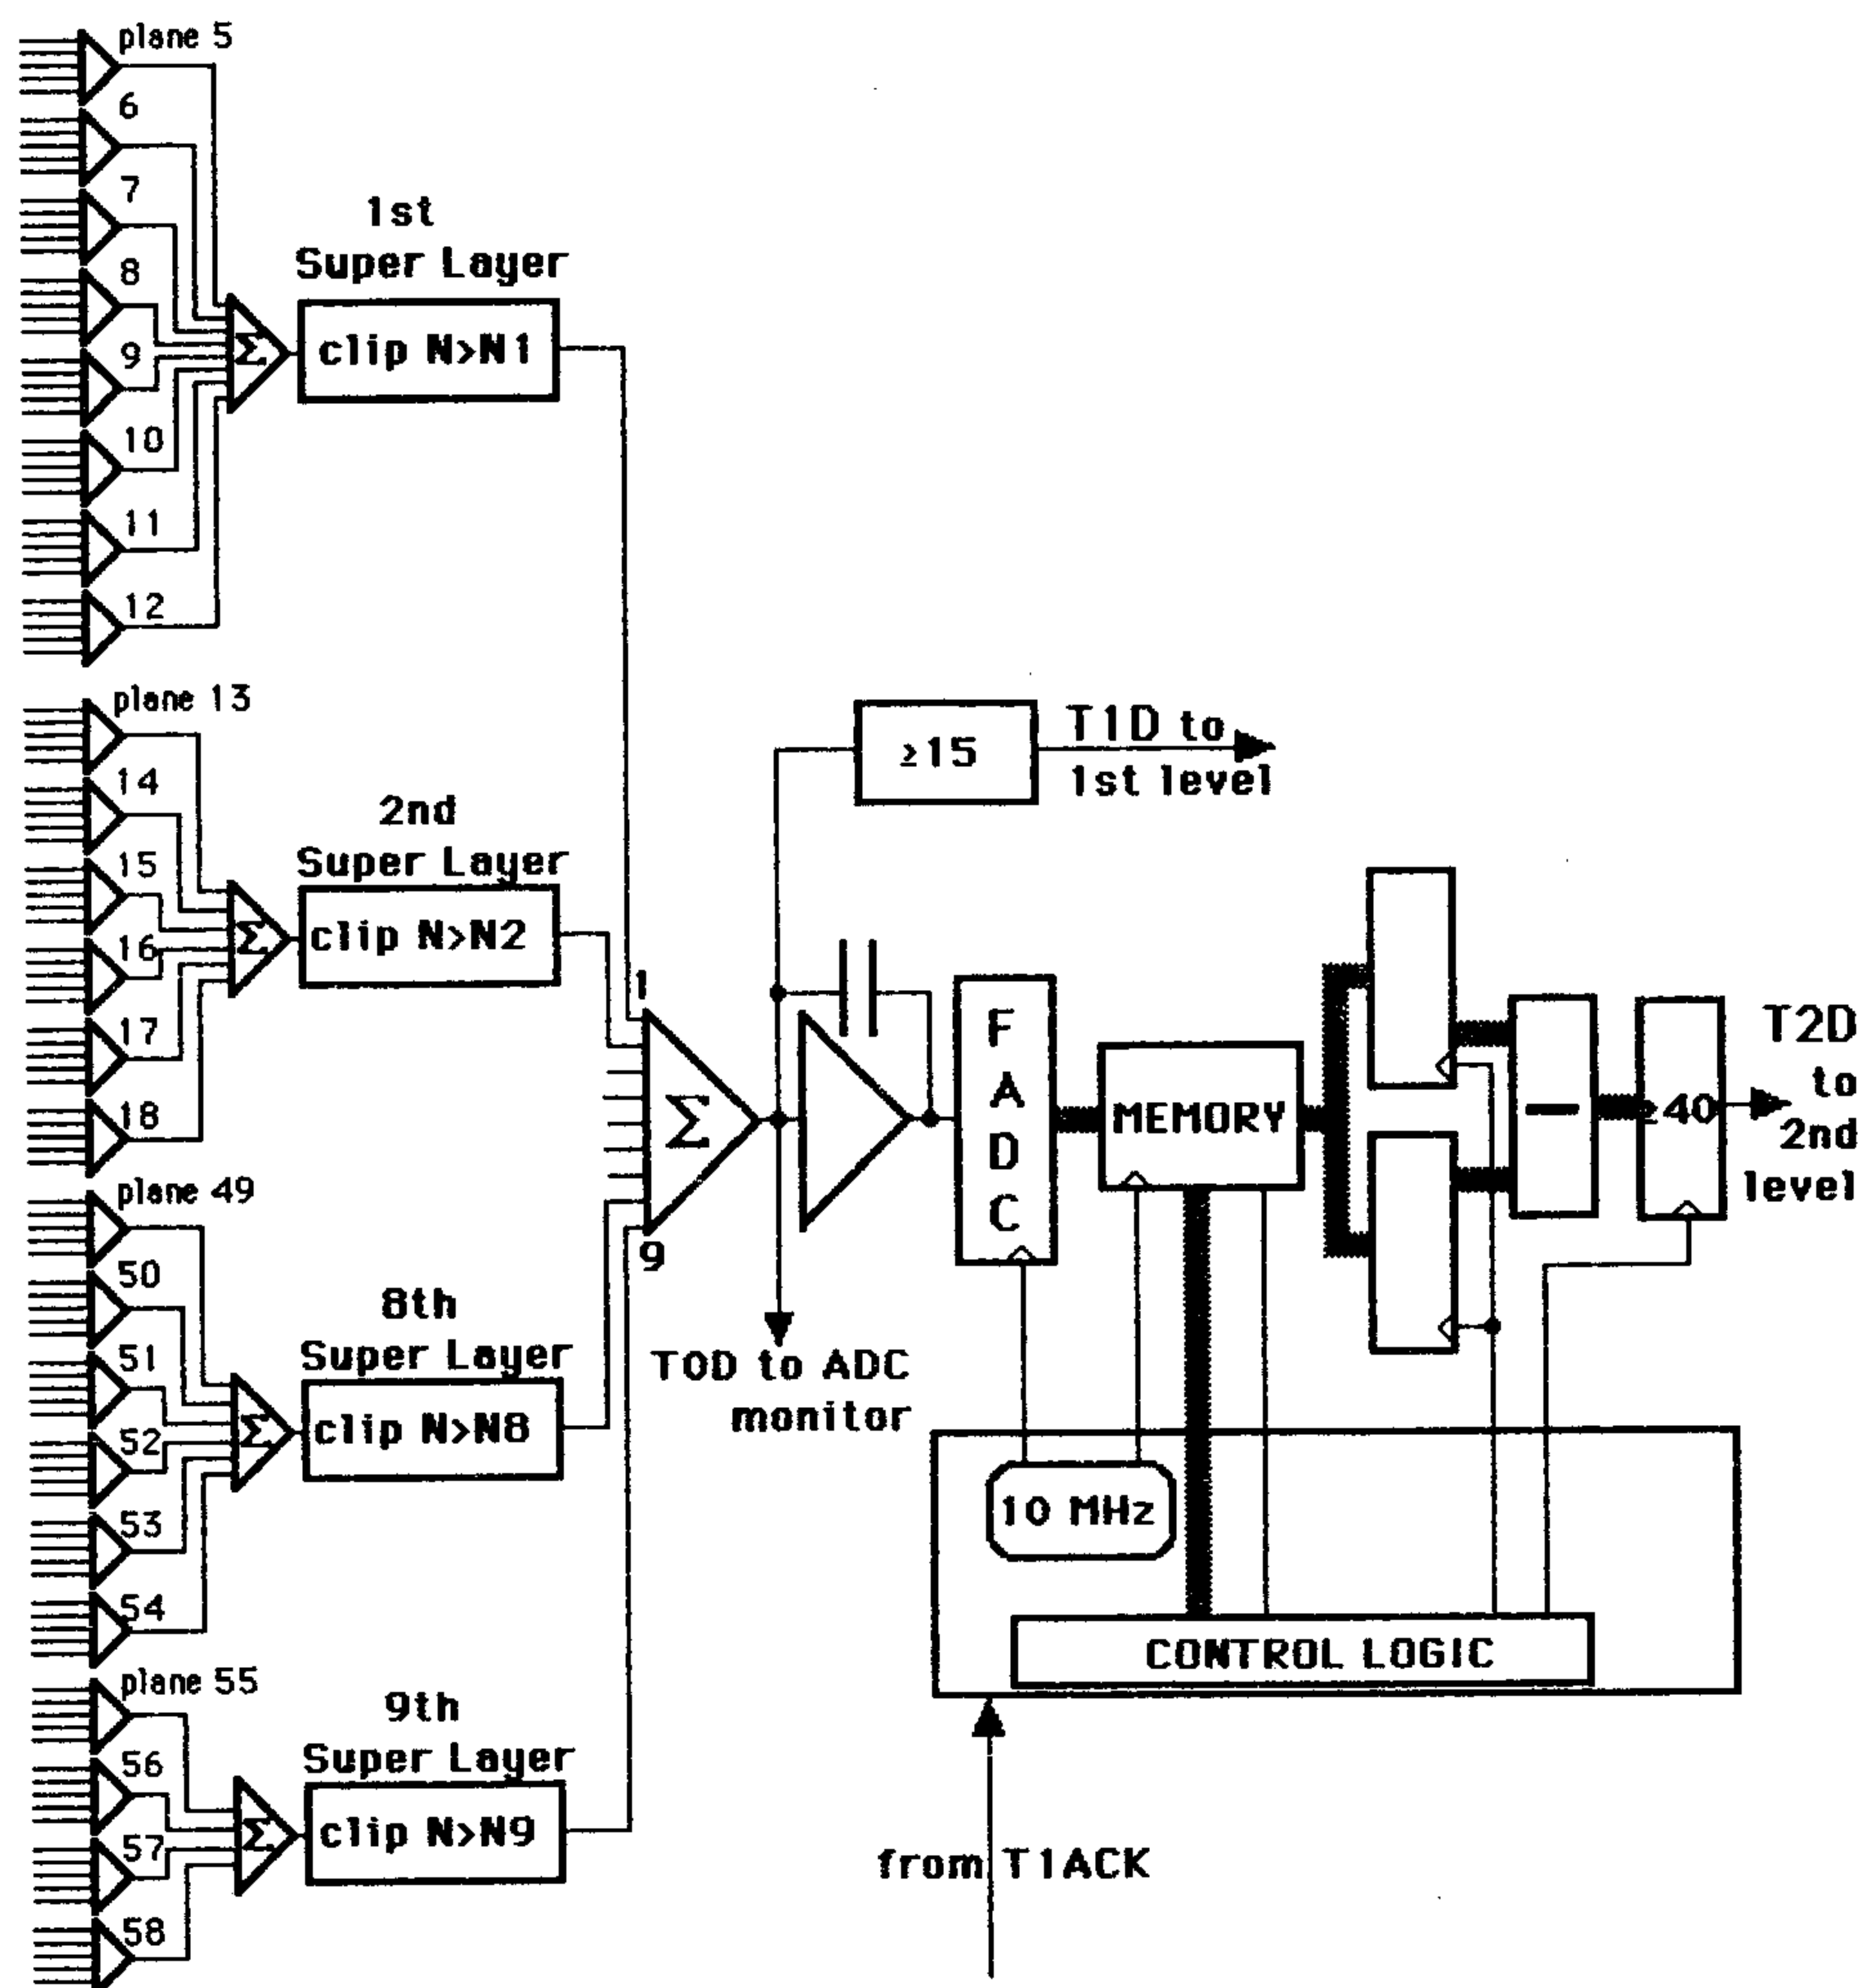 plane 5
6
7
8
9
10
11
12
1st
Super Layer
Σ
clip N>N1
plane 13
14
15
16
17
18
2nd
Super Layer
Σ
clip N>N2
plane 49
50
51
52
53
54
8th
Super Layer
Σ
clip N>N8
plane 55
56
57
58
9th
Super Layer
Σ
clip N>N9
1
Σ
9
≥15
T1D to
1st level
T0D to ADC
monitor
F
A
D
C
MEMORY
—
≥40
T2D
to
2nd
level
10 MHz
CONTROL LOGIC
from T1ACK